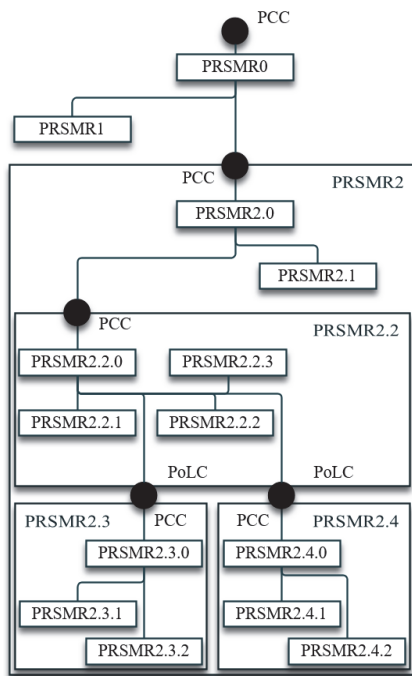 PCC
PRSMR0
PRSMR1
PCC
PRSMR2
PRSMR2.0
PRSMR2.1
PCC
PRSMR2.2
PRSMR2.2.0
PRSMR2.2.3
PRSMR2.2.1
PRSMR2.2.2
PoLC
PoLC
PRSMR2.3
PCC
PCC
PRSMR2.4
PRSMR2.3.0
PRSMR2.4.0
PRSMR2.3.1
PRSMR2.4.1
PRSMR2.3.2
PRSMR2.4.2